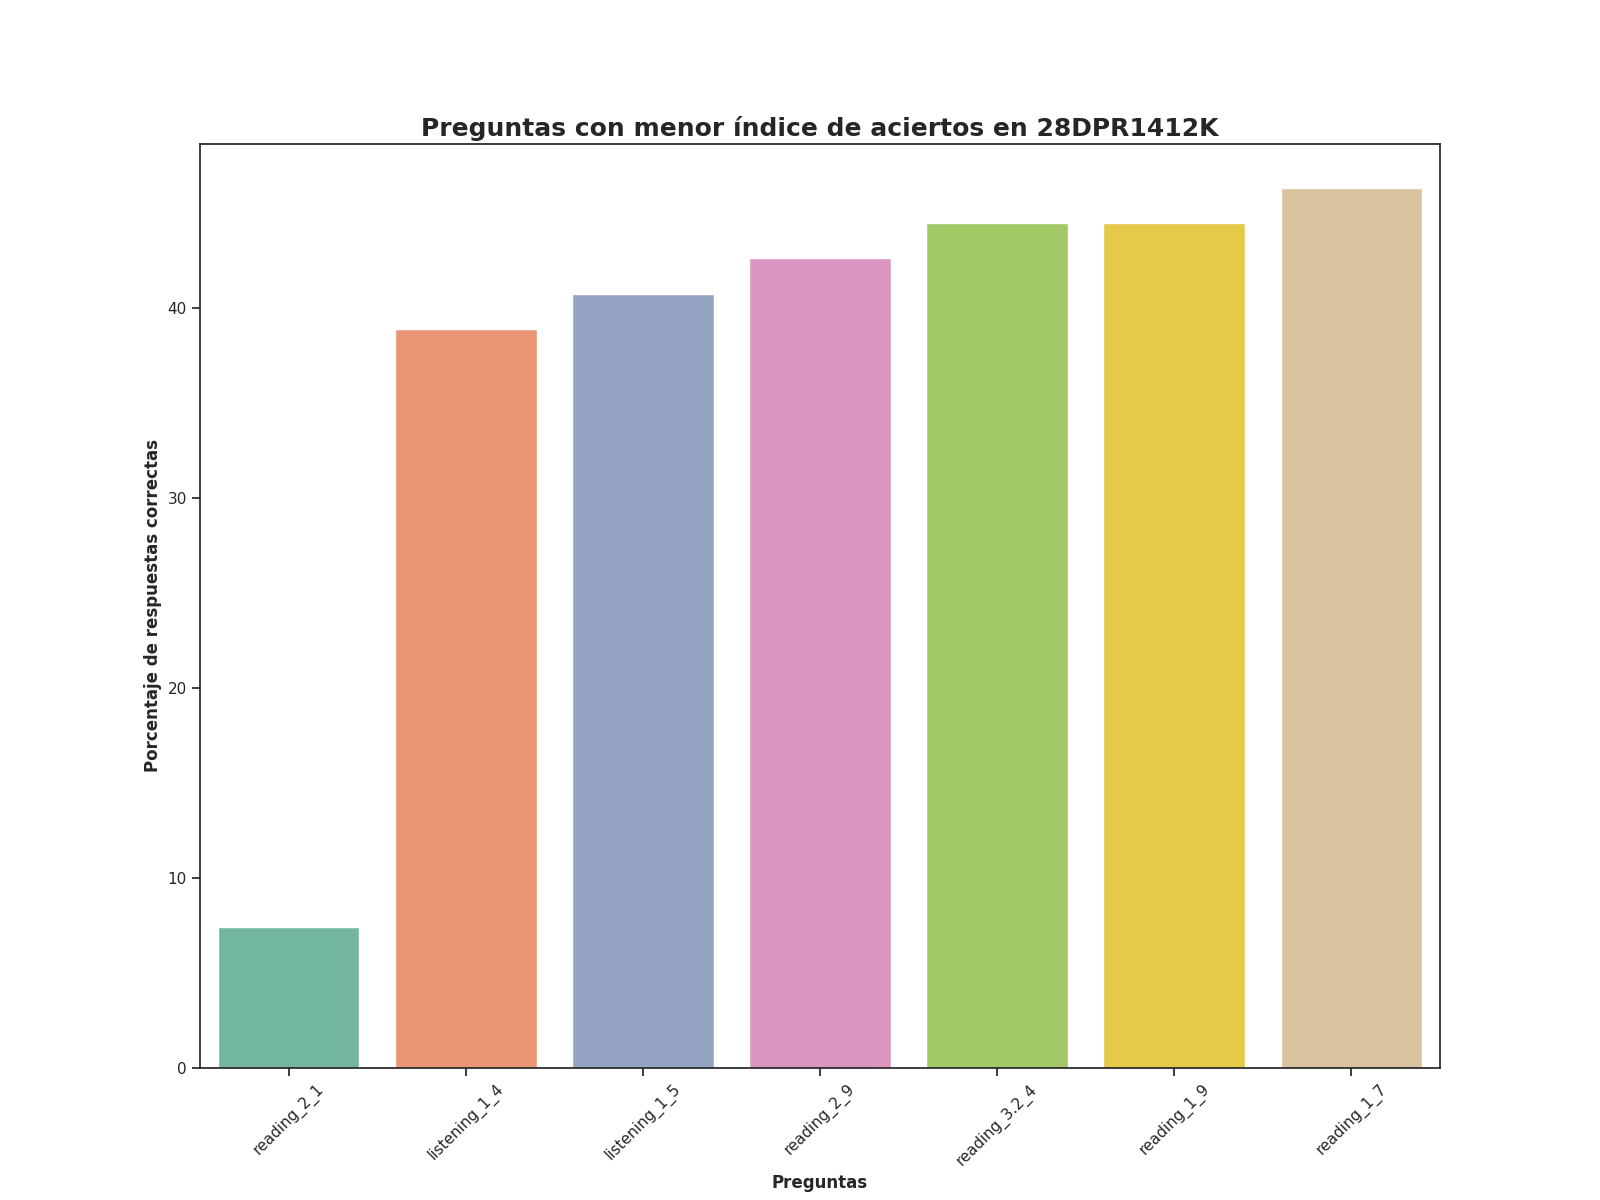 Preguntas con menor índice de aciertos en 28DPR1412K
Porcentaje de respuestas correctas
40
30
20
10
0
reading_2_1
listening_1_4
listening_1_5
reading_2_9
reading_3.2_4
reading_1_9
reading_1_7
Preguntas